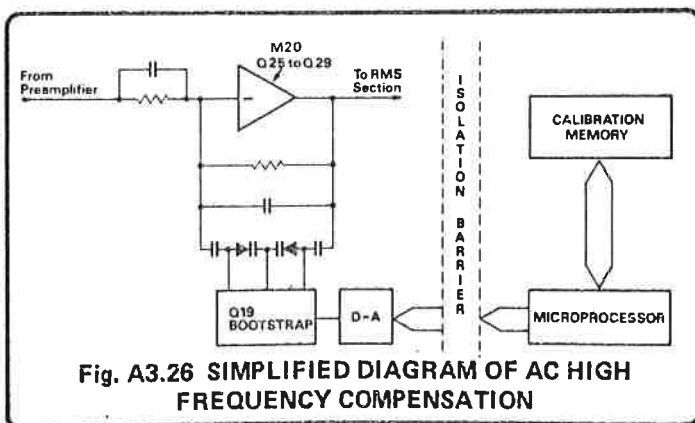 M20
Q25 to Q29
From
Preamplifier
To RMS
Section
ISOLATION BARRIER
CALIBRATION
MEMORY
Q19
BOOTSTRAP
D-A
MICROPROCESSOR
Fig. A3.26 SIMPLIFIED DIAGRAM OF AC HIGH
FREQUENCY COMPENSATION